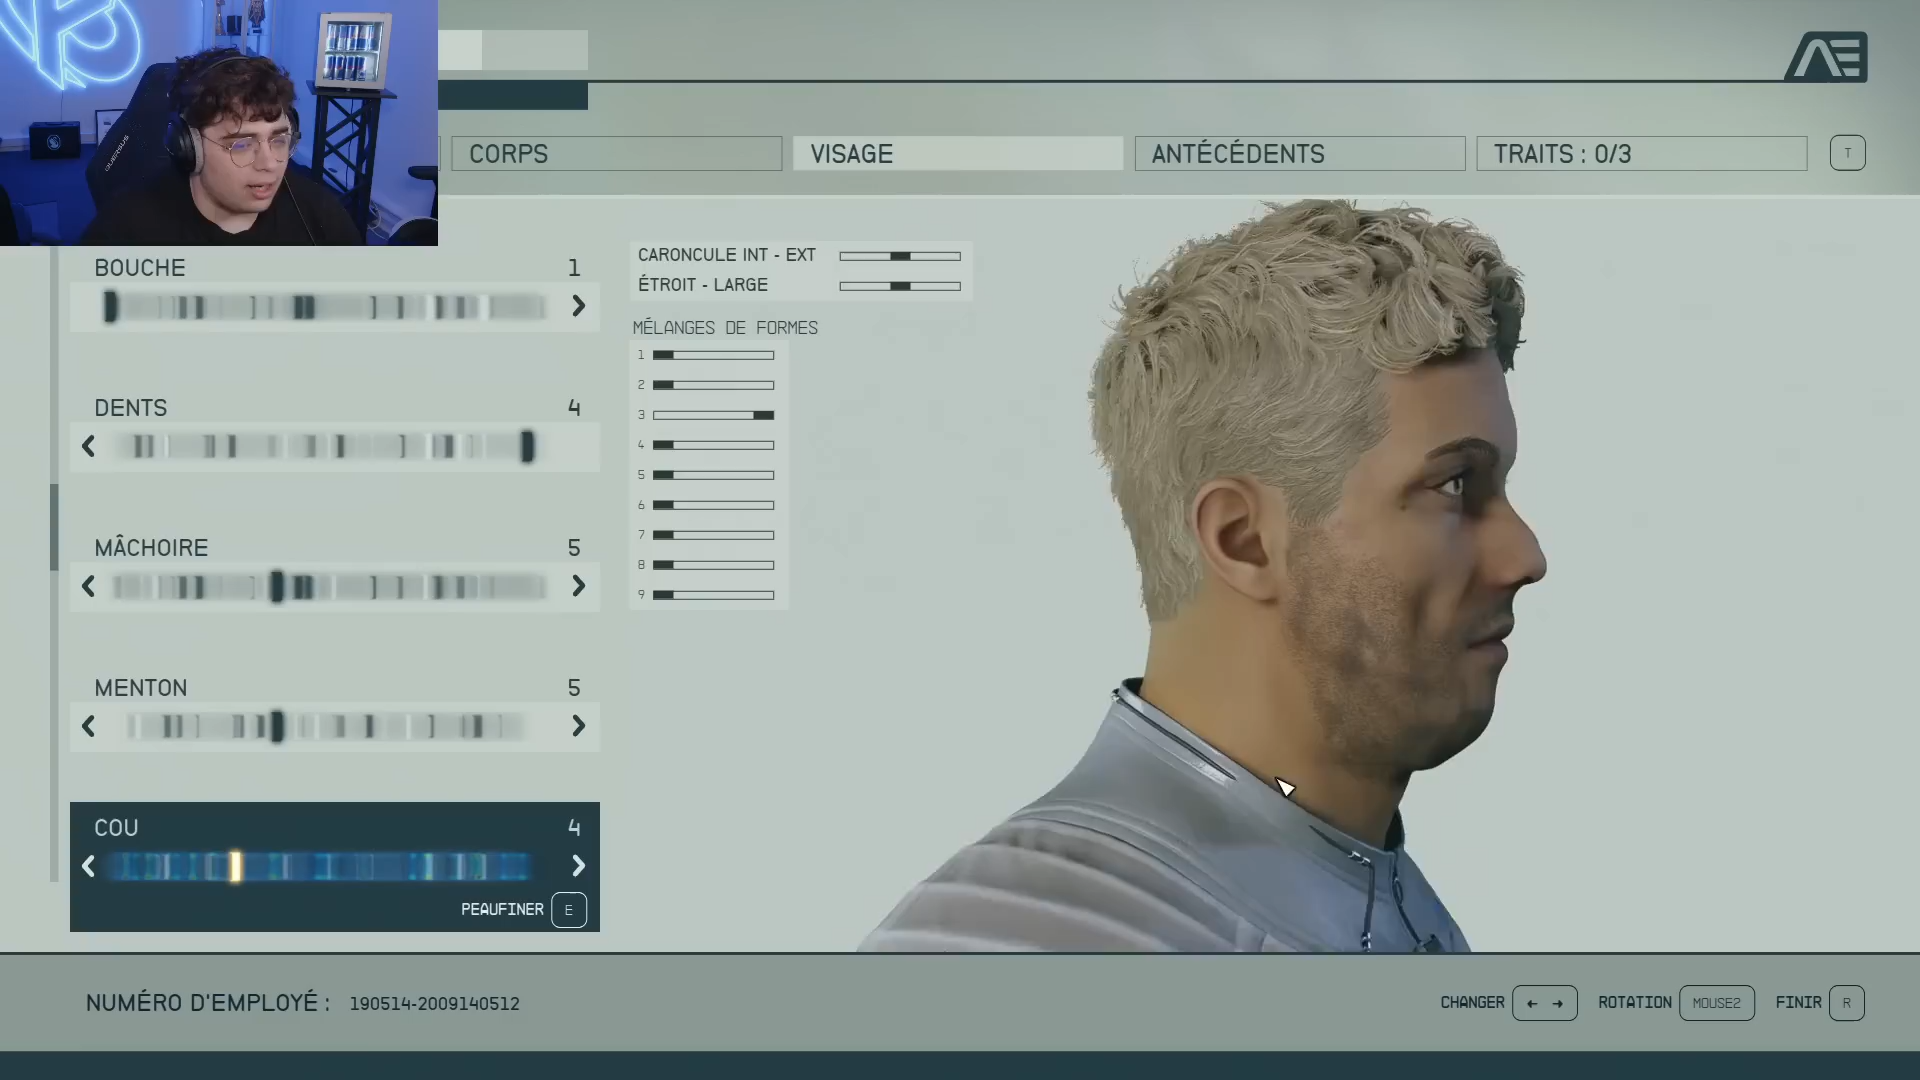 CORPS
VISAGE
ANTÉCÉDENTS
TRAITS : 0/3
T
BOUCHE 1
DENTS 4
MÂCHOIRE 5
MENTON 5
COU 4
PEAUFINER E
CARONCULE INT - EXT
ÉTROIT - LARGE
MÉLANGES DE FORMES
1
2
3
4
5
6
7
8
9
NUMÉRO D'EMPLOYÉ : 190514-2009140512
CHANGER ← →
ROTATION MOUSE2
FINIR R